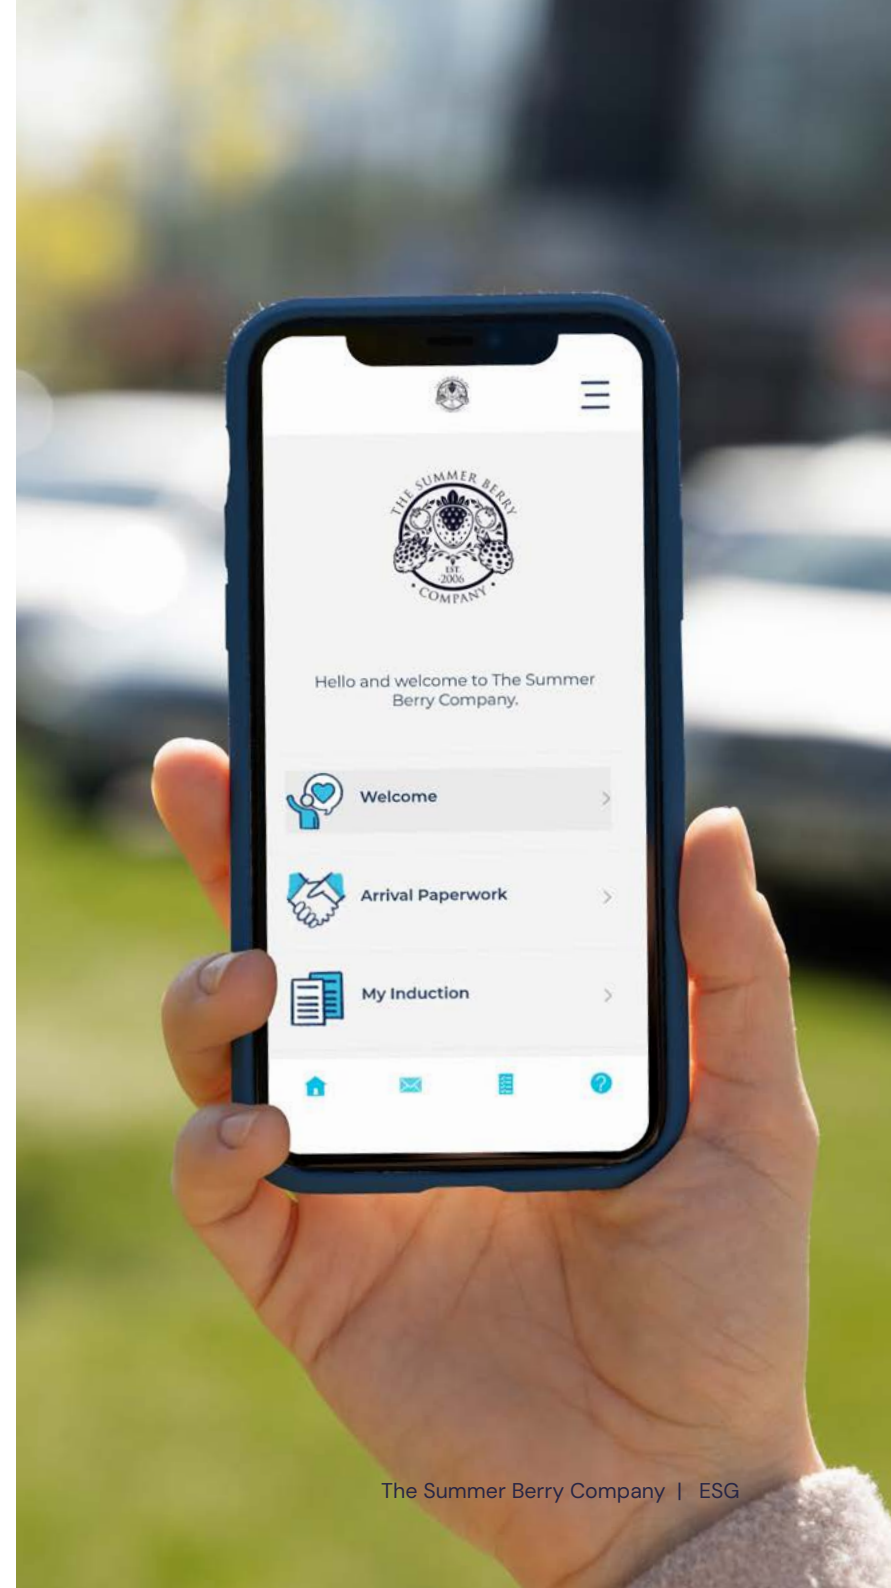 THE SUMMER BERRY
EST.
·2006
· COMPANY ·
Hello and welcome to The Summer
Berry Company.
Welcome
Arrival Paperwork
My Induction
?
The Summer Berry Company | ESG